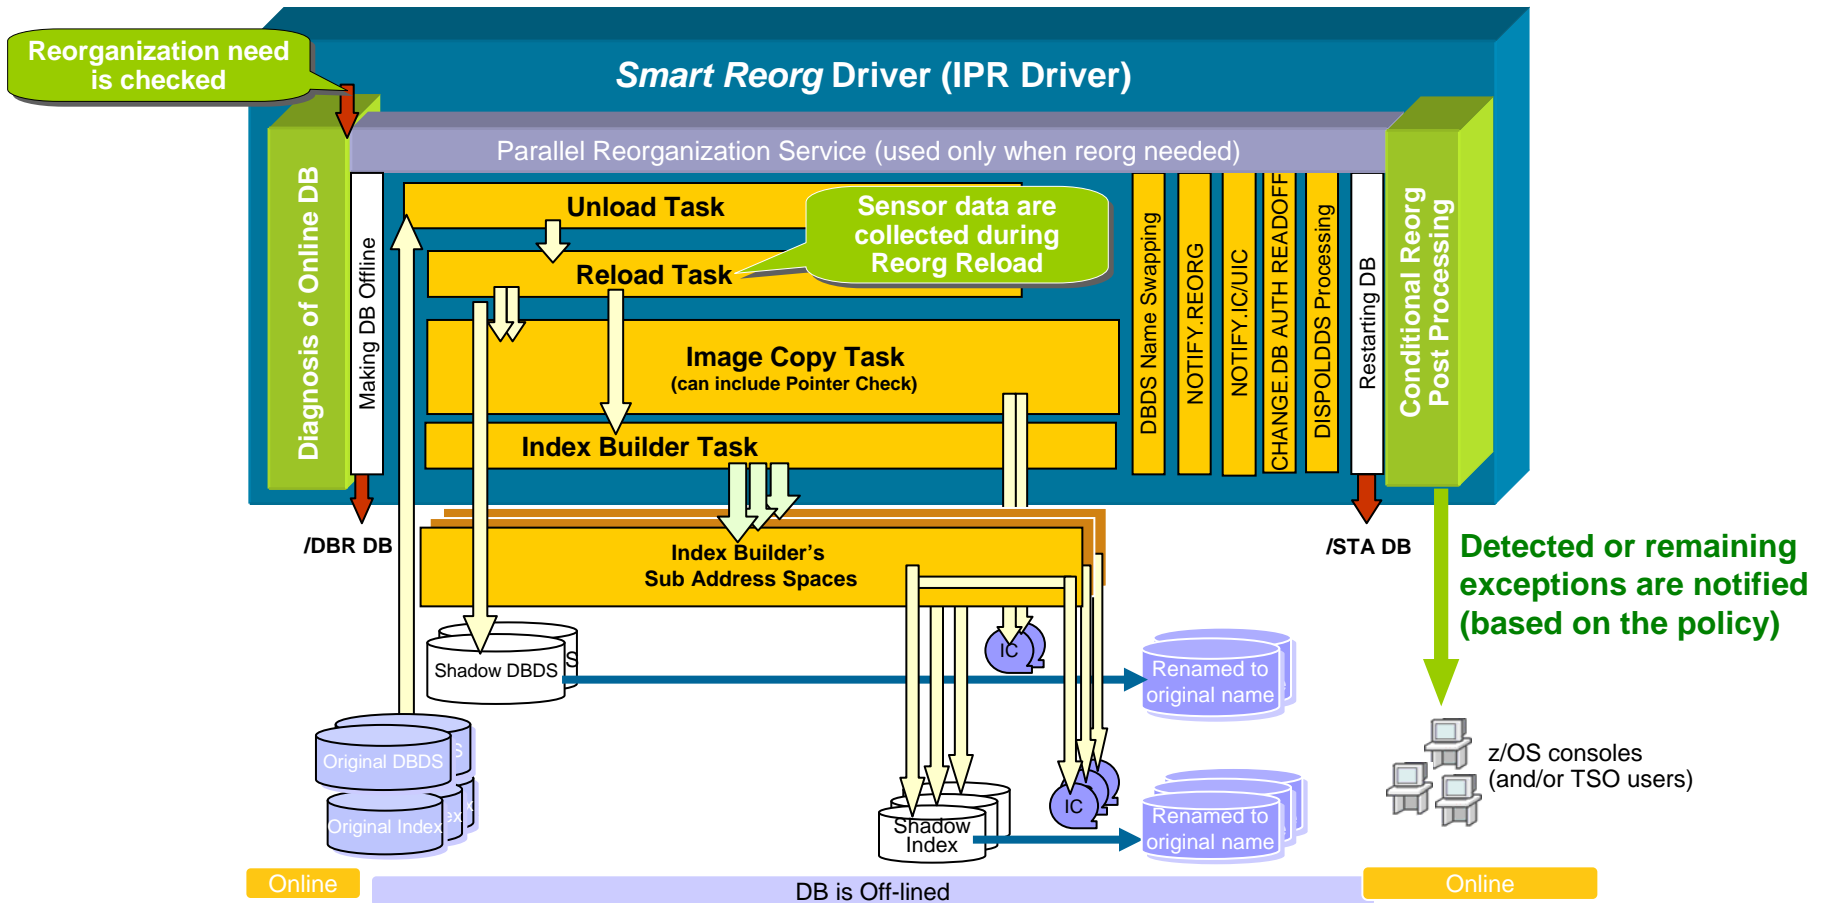 Reorganization need
is checked
Smart Reorg Driver (IPR Driver)
Parallel Reorganization Service (used only when reorg needed)
Diagnosis of Online DB
Making DB Offline
Unload Task
Sensor data are
collected during
Reorg Reload
Reload Task
Image Copy Task
(can include Pointer Check)
Index Builder Task
DBDS Name Swapping
NOTIFY.REORG
NOTIFY.IC/UIC
CHANGE.DB AUTH READOFF
DISPOLDDS Processing
Restarting DB
Conditional Reorg
Post Processing
/DBR DB
/STA DB
Index Builder's
Sub Address Spaces
Detected or remaining
exceptions are notified
(based on the policy)
Shadow DBDS
S
IC
Renamed to
original name
Original DBDS
S
Original Index
ex
x
z/OS consoles
(and/or TSO users)
Shadow
Index
IC
Renamed to
original name
Online
DB is Off-lined
Online